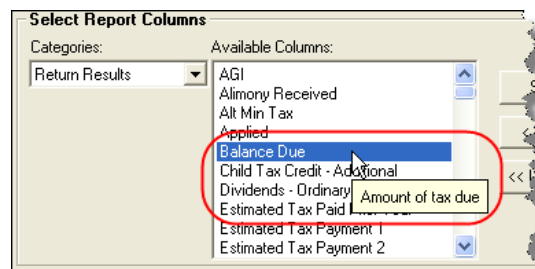 Select Report Columns
Categories:
Available Columns:
Return Results
AGI
Alimony Received
Alt Min Tax
Applied
Balance Due
Child Tax Credit - Additional
Dividends - Ordinary
Amount of tax due
Estimated Tax Paid
Estimated Tax Payment 1
Estimated Tax Payment 2
<<